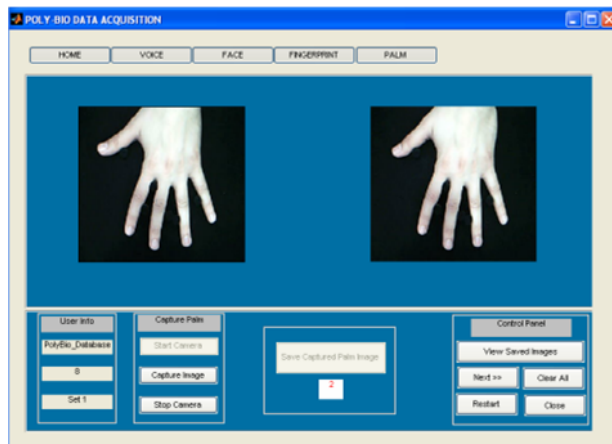 POLY-BIO DATA ACQUISITION
HOME VOICE FACE FINGERPRINT PALM
User Info
PolyBio_Database
8
Set 1
Capture Palm
Start Camera
Capture Image
Stop Camera
Save Captured Palm Image
2
Control Panel
View Saved Images
Next >> Clear All
Restart Close